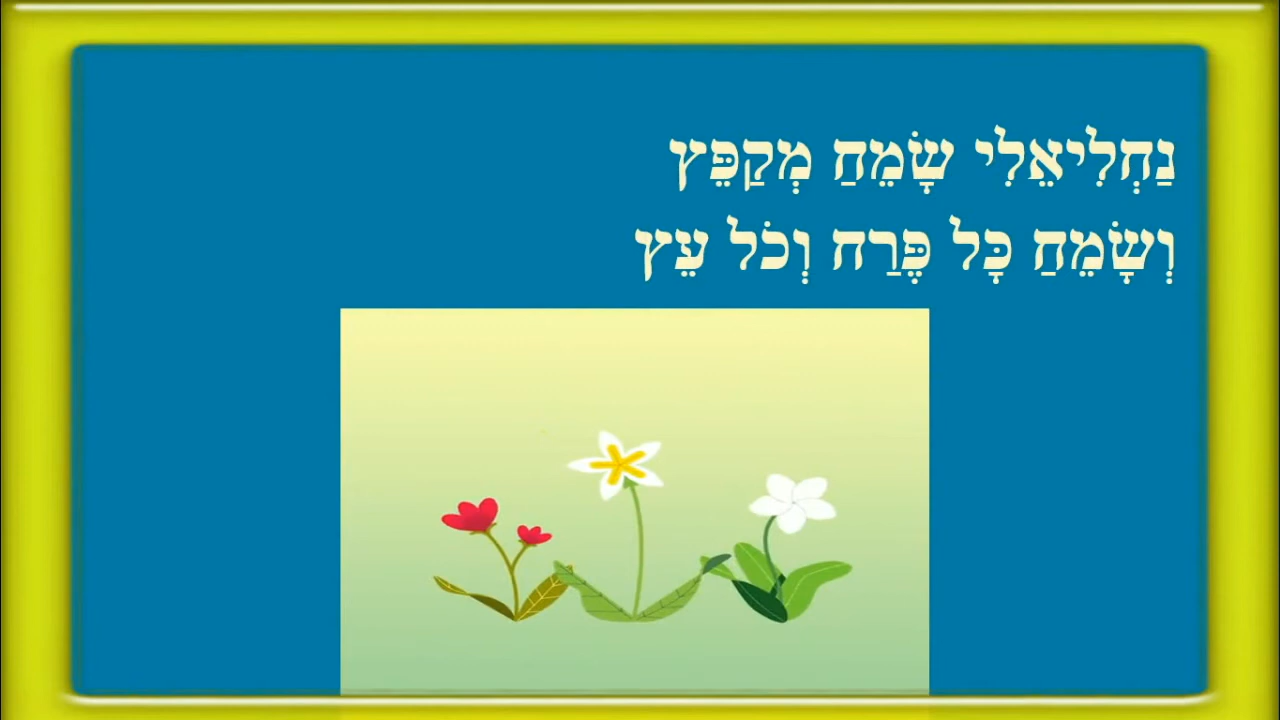 נַחְלִיאֵלִי שָׂמֵחַ מְקַפֵּץ
וְשָׂמֵחַ כָּל פֶּרַח וְכֹל עֵץ